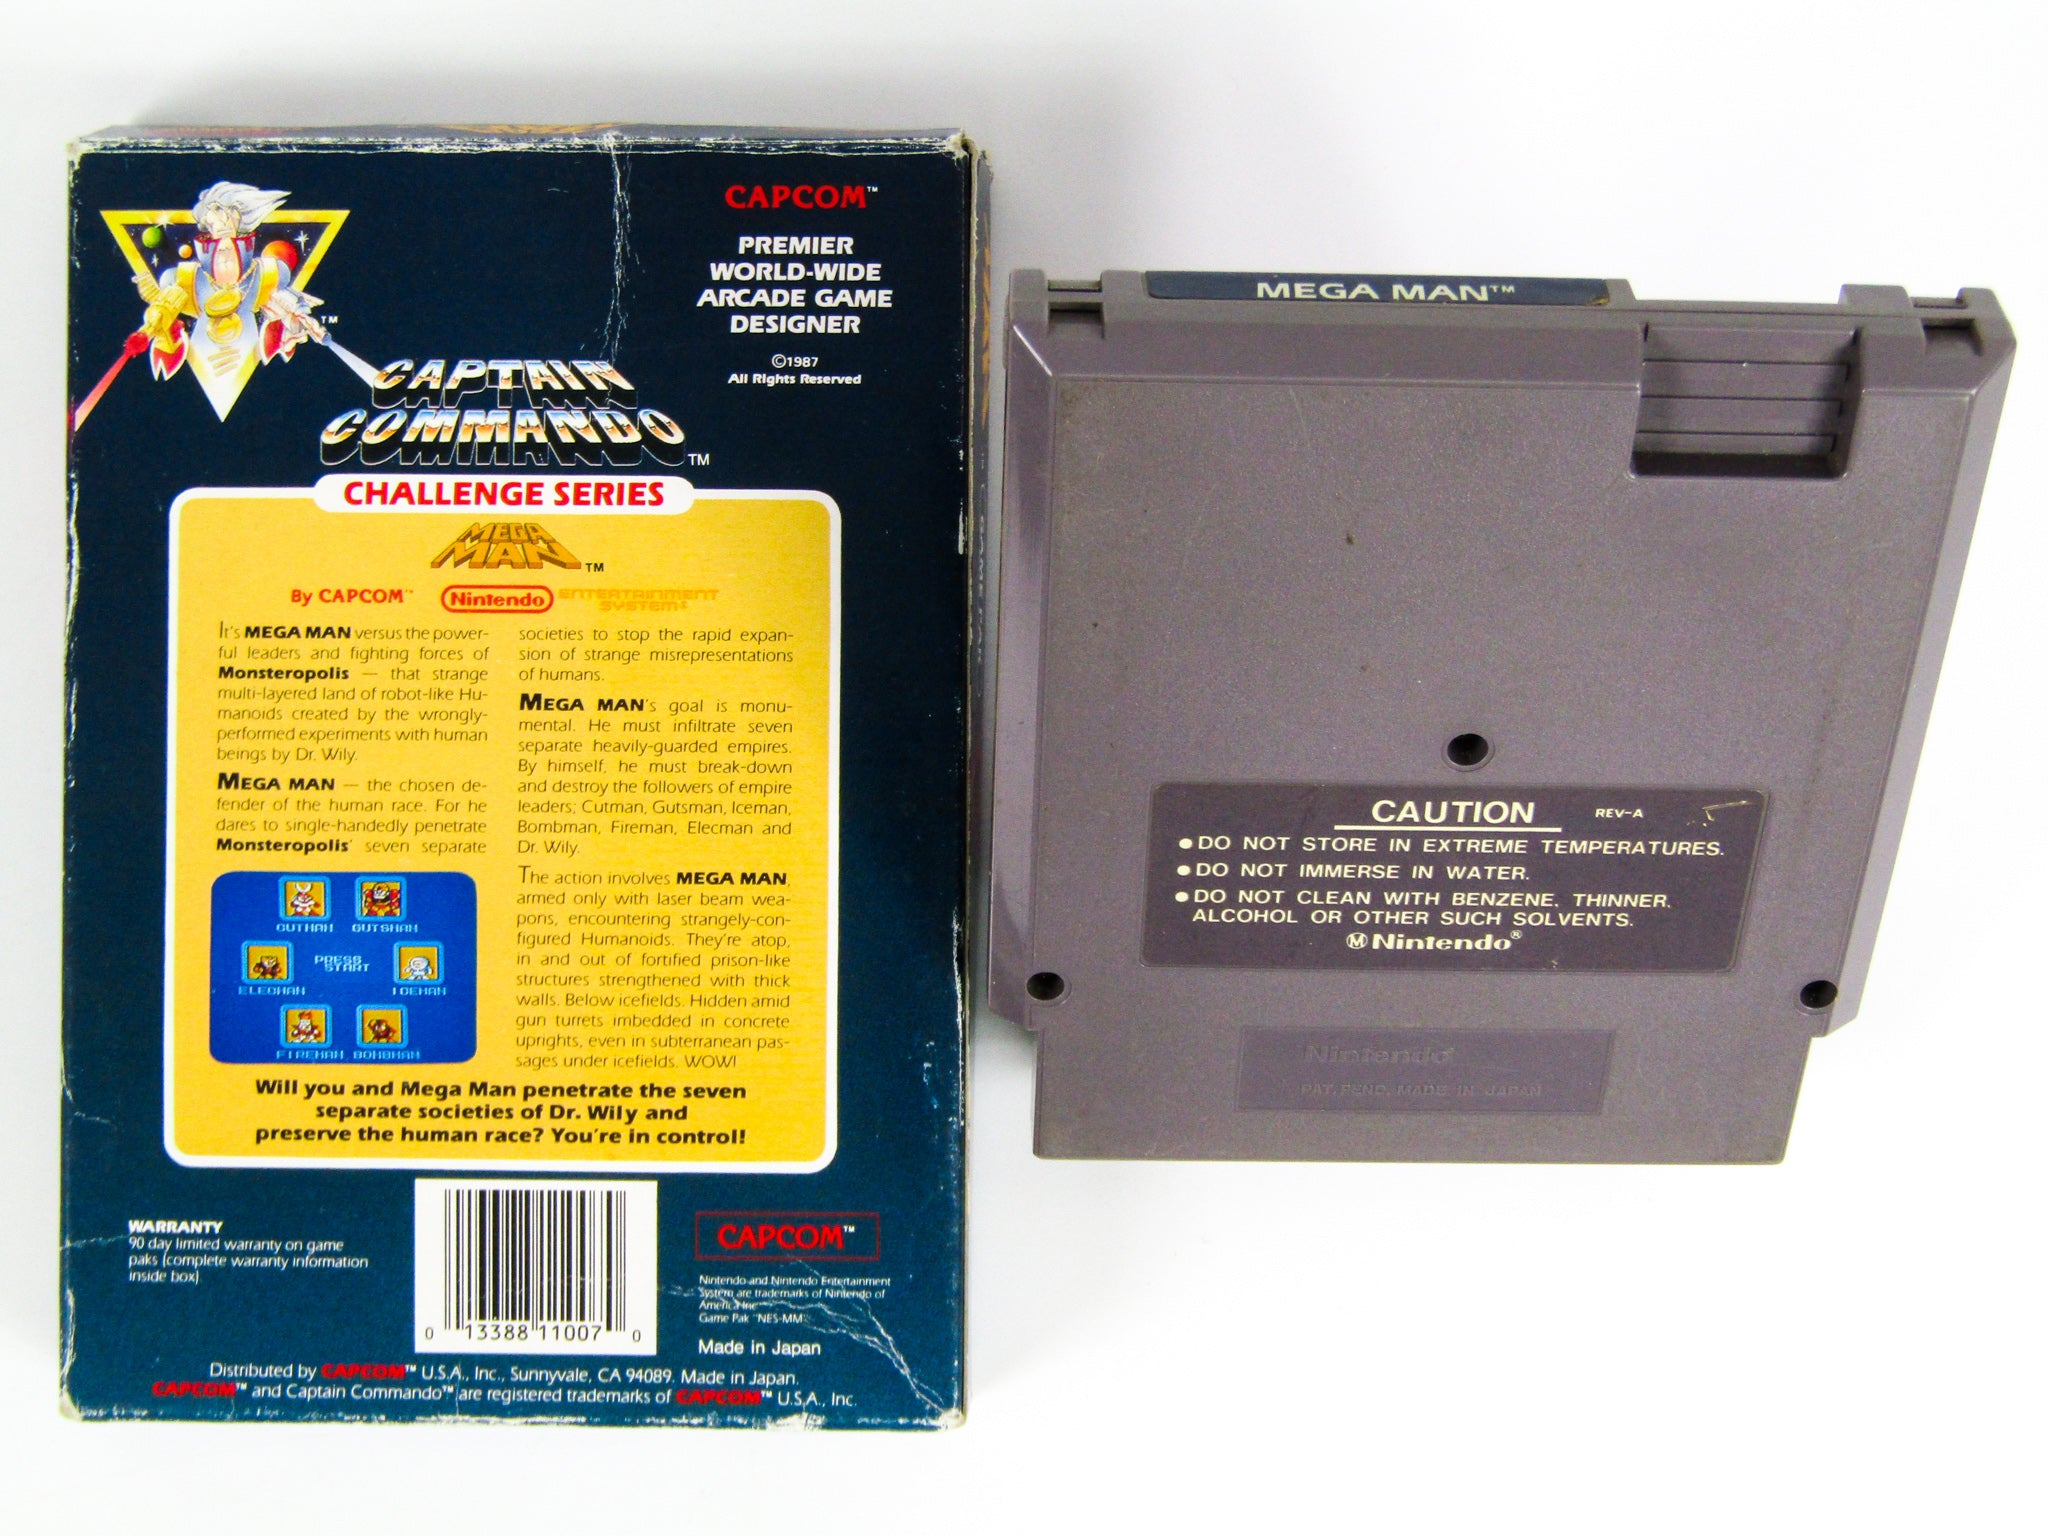 CAPCOM™
PREMIER
WORLD-WIDE
ARCADE GAME
DESIGNER
©1987
All Rights Reserved
™
CAPTAIN
COMMANDO™
CHALLENGE SERIES
MEGA
MAN™
By CAPCOM™
Nintendo
ENTERTAINMENT
SYSTEM
It's MEGA MAN versus the power-
ful leaders and fighting forces of
Monsteropolis — that strange
multi-layered land of robot-like Hu-
manoids created by the wrongly-
performed experiments with human
beings by Dr. Wily.
MEGA MAN — the chosen de-
fender of the human race. For he
dares to single-handedly penetrate
Monsteropolis' seven separate
societies to stop the rapid expan-
sion of strange misrepresentations
of humans.
MEGA MAN's goal is monu-
mental. He must infiltrate seven
separate heavily-guarded empires.
By himself, he must break-down
and destroy the followers of empire
leaders; Cutman, Gutsman, Iceman,
Bombman, Fireman, Elecman and
Dr. Wily.
The action involves MEGA MAN,
armed only with laser beam wea-
pons, encountering strangely-con-
figured Humanoids. They're atop,
in and out of fortified prison-like
structures strengthened with thick
walls. Below icefields. Hidden amid
gun turrets imbedded in concrete
uprights, even in subterranean pas-
sages under icefields. WOW!
CUTMAN GUTSMAN
PRESS
START
ELECMAN ICEMAN
FIREMAN BOMBMAN
Will you and Mega Man penetrate the seven
separate societies of Dr. Wily and
preserve the human race? You're in control!
WARRANTY
90 day limited warranty on game
paks (complete warranty information
inside box)
0 13388 11007 0
CAPCOM™
Nintendo and Nintendo Entertainment
System are trademarks of Nintendo of
America Inc
Game Pak "NES-MM"
Made in Japan
Distributed by CAPCOM™ U.S.A., Inc., Sunnyvale, CA 94089. Made in Japan.
CAPCOM™ and Captain Commando™ are registered trademarks of CAPCOM™ U.S.A., Inc.
MEGA MAN™
CAUTION REV-A
●DO NOT STORE IN EXTREME TEMPERATURES.
●DO NOT IMMERSE IN WATER.
●DO NOT CLEAN WITH BENZENE, THINNER,
ALCOHOL OR OTHER SUCH SOLVENTS.
Ⓜ Nintendo®
Nintendo®
PAT. PEND. MADE IN JAPAN